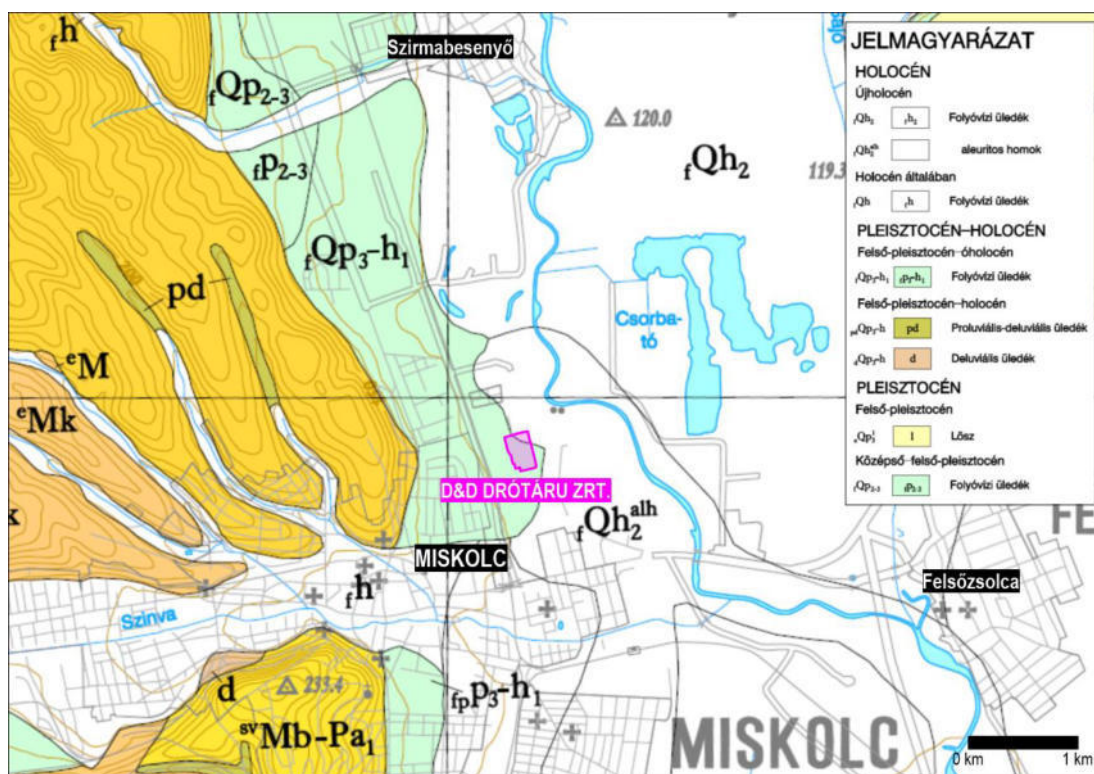 fh
Szirmabesenyő
fQp2-3
120.0
fp2-3
fQh2
119.3
fQp3-h1
pd
Csorba-
tó
eM
eMk
D&D DRÓTÁRU ZRT.
fQh2alh
MISKOLC
Felsőzsolca
fh
Szinva
d
233.4
fpp3-h1
svMb-Pa1
MISKOLC
0 km 1 km
JELMAGYARÁZAT
HOLOCÉN
Újholocén
fQh2 fh2 Folyóvízi üledék
fQh2alh aleuritos homok
Holocén általában
fQh fh Folyóvízi üledék
PLEISZTOCÉN–HOLOCÉN
Felső-pleisztocén–óholocén
fQp3-h1 fp3-h1 Folyóvízi üledék
Felső-pleisztocén–holocén
pdQp3-h pd Proluviális-deluviális üledék
dQp3-h d Deluviális üledék
PLEISZTOCÉN
Felső-pleisztocén
eQp3l l Lösz
Középső–felső-pleisztocén
fQp2-3 fp2-3 Folyóvízi üledék